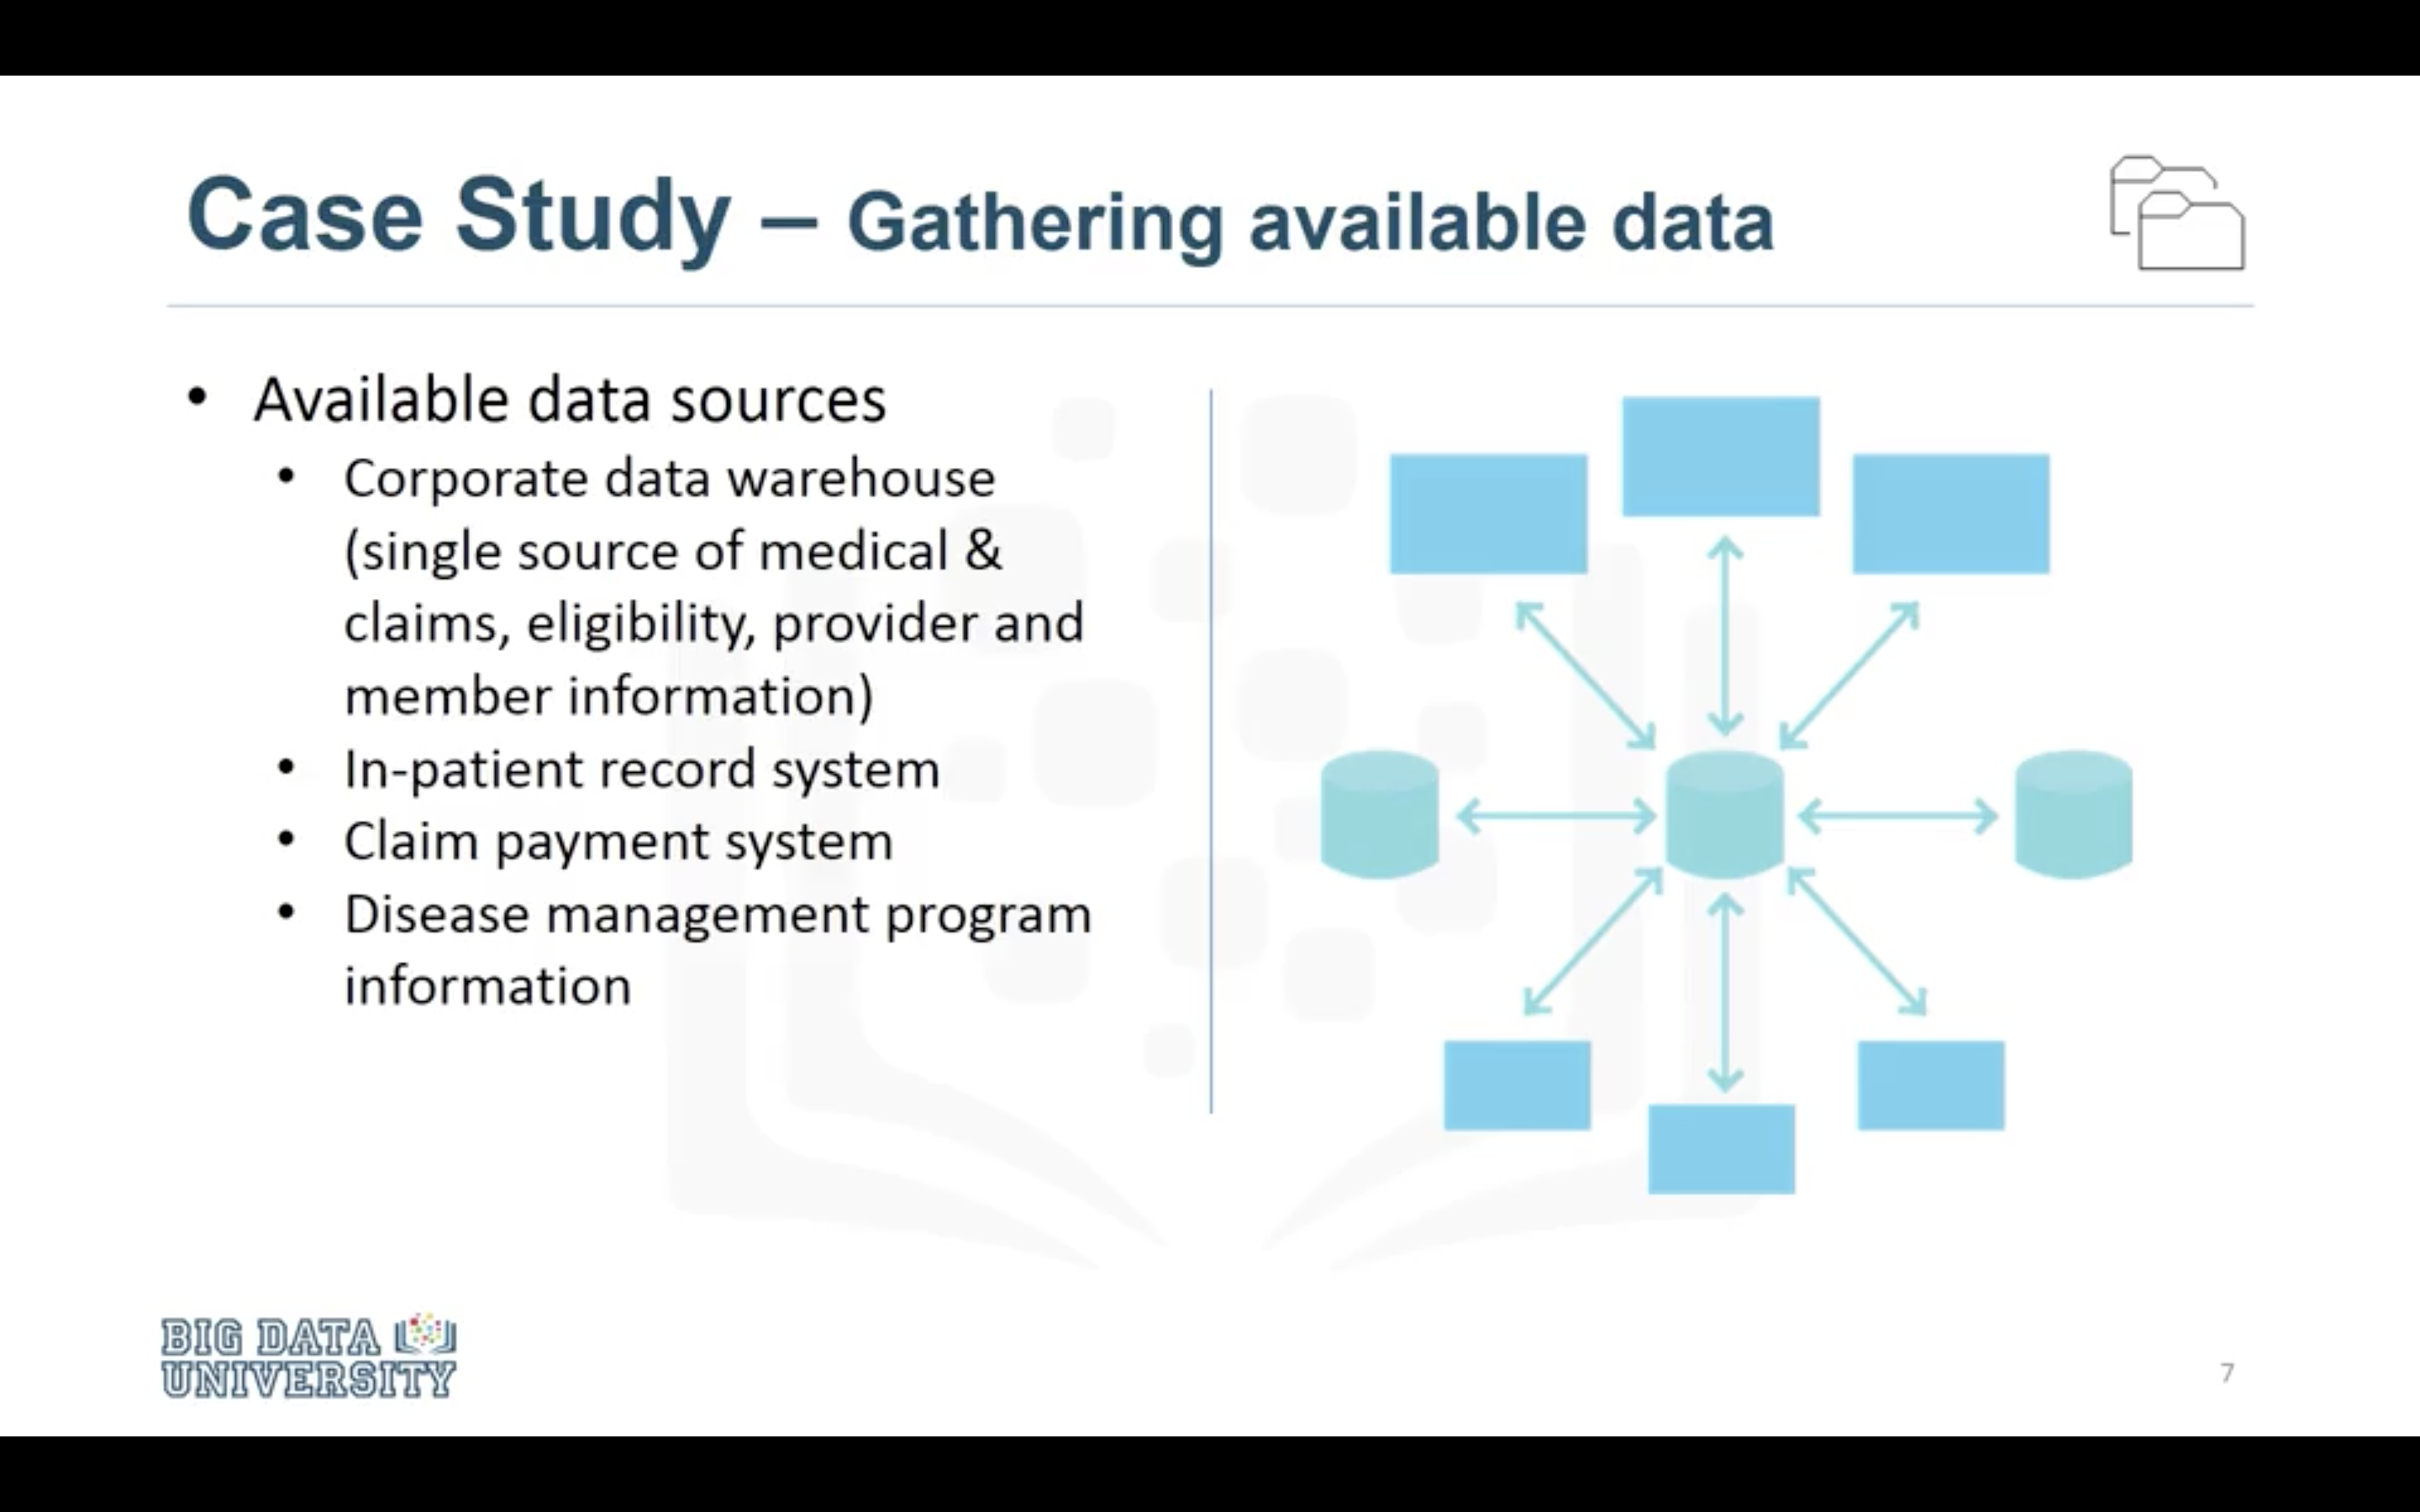 Case Study – Gathering available data
• Available data sources
• Corporate data warehouse
(single source of medical &
claims, eligibility, provider and
member information)
• In-patient record system
• Claim payment system
• Disease management program
information
BIG DATA
UNIVERSITY
7